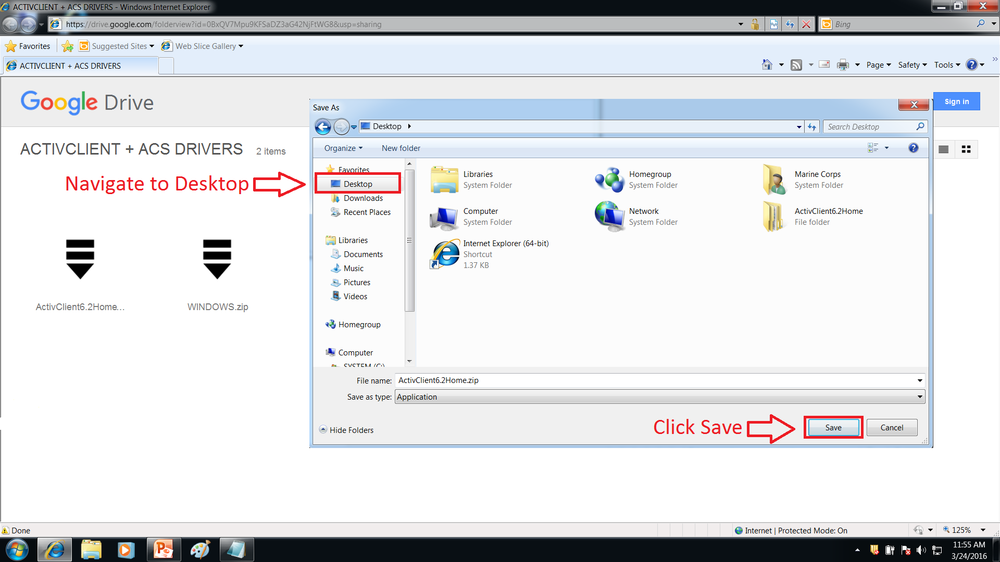 ACTIVCLIENT + ACS DRIVERS - Windows Internet Explorer
https://drive.google.com/folderview?id=0BxQV7Mpu9KFSaDZ3aG42NjFtWG8&usp=sharing
Bing
Favorites
Suggested Sites
Web Slice Gallery
ACTIVCLIENT + ACS DRIVERS
Page
Safety
Tools
Google Drive
Sign in
ACTIVCLIENT + ACS DRIVERS 2 items
Navigate to Desktop
ActivClient6.2Home...
WINDOWS.zip
Save As
Desktop
Search Desktop
Organize
New folder
Favorites
Desktop
Downloads
Recent Places
Libraries
Documents
Music
Pictures
Videos
Homegroup
Computer
SYSTEM (C:)
Libraries
System Folder
Homegroup
System Folder
Marine Corps
System Folder
Computer
System Folder
Network
System Folder
ActivClient6.2Home
File folder
Internet Explorer (64-bit)
Shortcut
1.37 KB
File name: ActivClient6.2Home.zip
Save as type: Application
Hide Folders
Click Save
Save
Cancel
Done
Internet | Protected Mode: On
125%
11:55 AM
3/24/2016